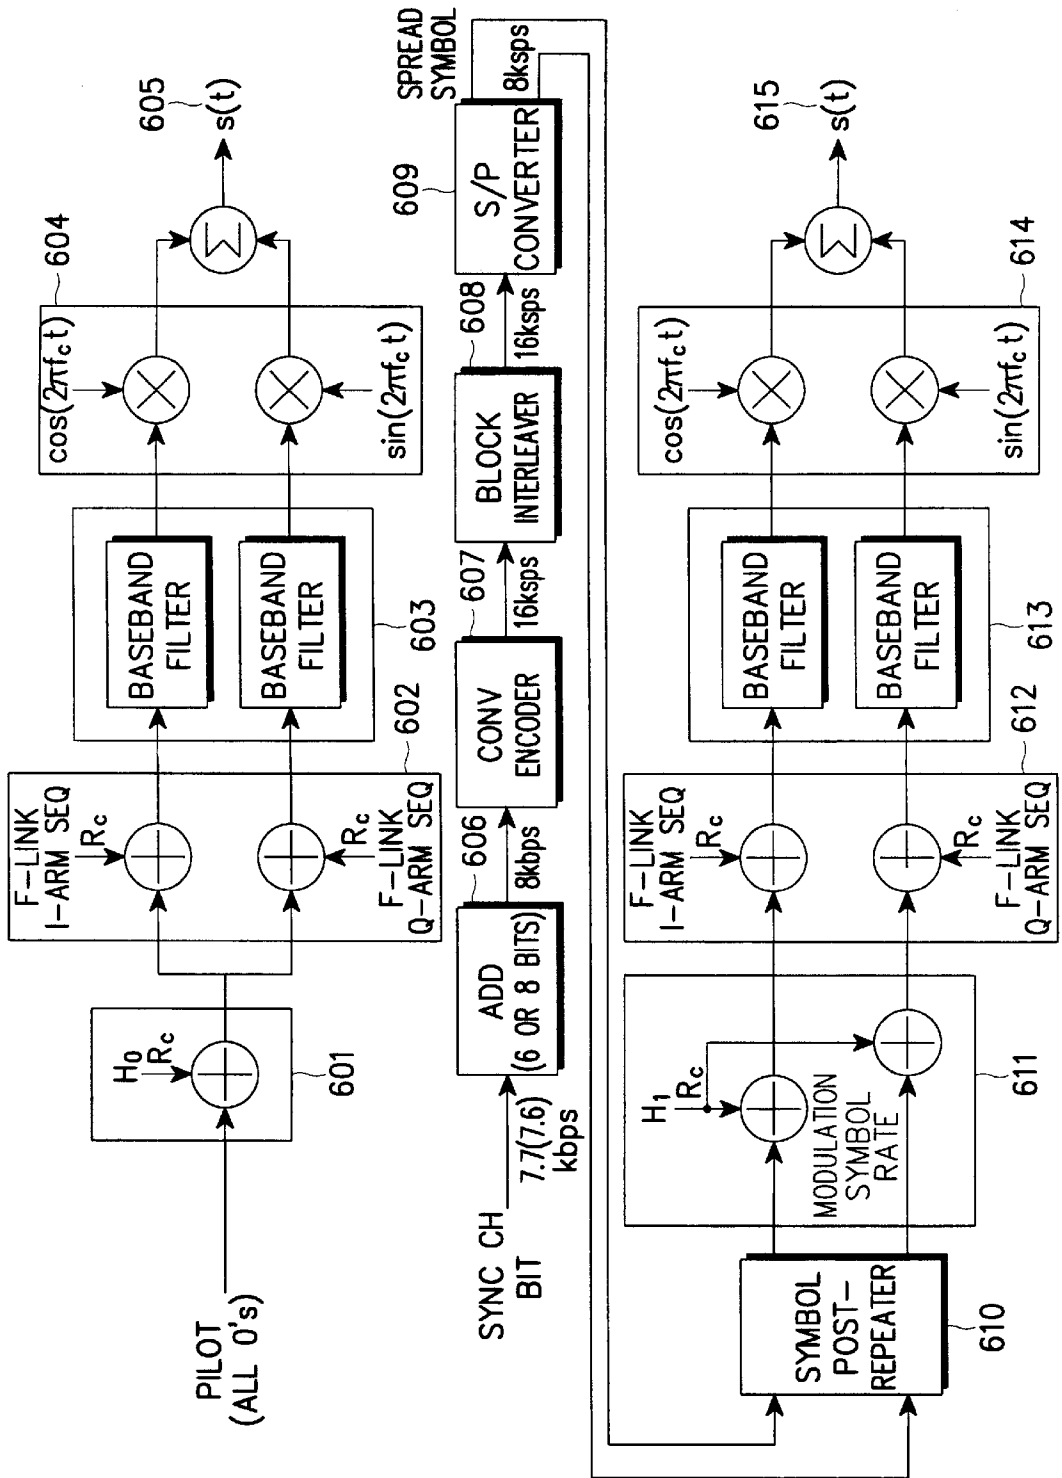 PILOT
(ALL 0's)
H0
Rc
601
F-LINK
I-ARM SEQ
Rc
Rc
F-LINK
Q-ARM SEQ
602
BASEBAND
FILTER
BASEBAND
FILTER
603
cos(2πfc t)
sin(2πfc t)
604
Σ
605
s(t)
SYNC CH
BIT
7.7(7.6)
kbps
ADD
(6 OR 8 BITS)
606
8kbps
CONV
ENCODER
607
16ksps
BLOCK
INTERLEAVER
608
16ksps
S/P
CONVERTER
609
SPREAD
SYMBOL
8ksps
SYMBOL
POST-
REPEATER
610
H1
Rc
MODULATION
SYMBOL
RATE
611
F-LINK
I-ARM SEQ
Rc
Rc
F-LINK
Q-ARM SEQ
612
BASEBAND
FILTER
BASEBAND
FILTER
613
cos(2πfc t)
sin(2πfc t)
614
Σ
615
s(t)